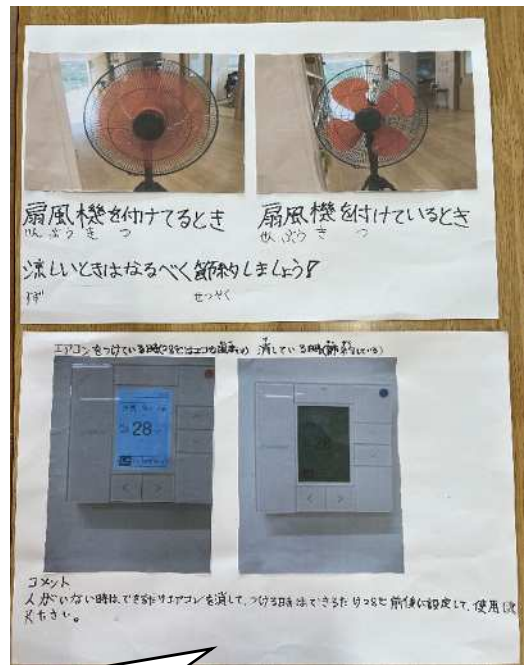 扇風機を付けてるとき
せんぷうき つ
扇風機を付けているとき
せんぷうき つ
涼しいときはなるべく節約しましょう!
すず せつやく
エアコンをつけている時(28℃はエコな温度
消している時(節約している)
28
コメント
人がいない時は、できるだけエアコンを消して、つける時はできるだけ28℃前後に設定して、使用
ください。